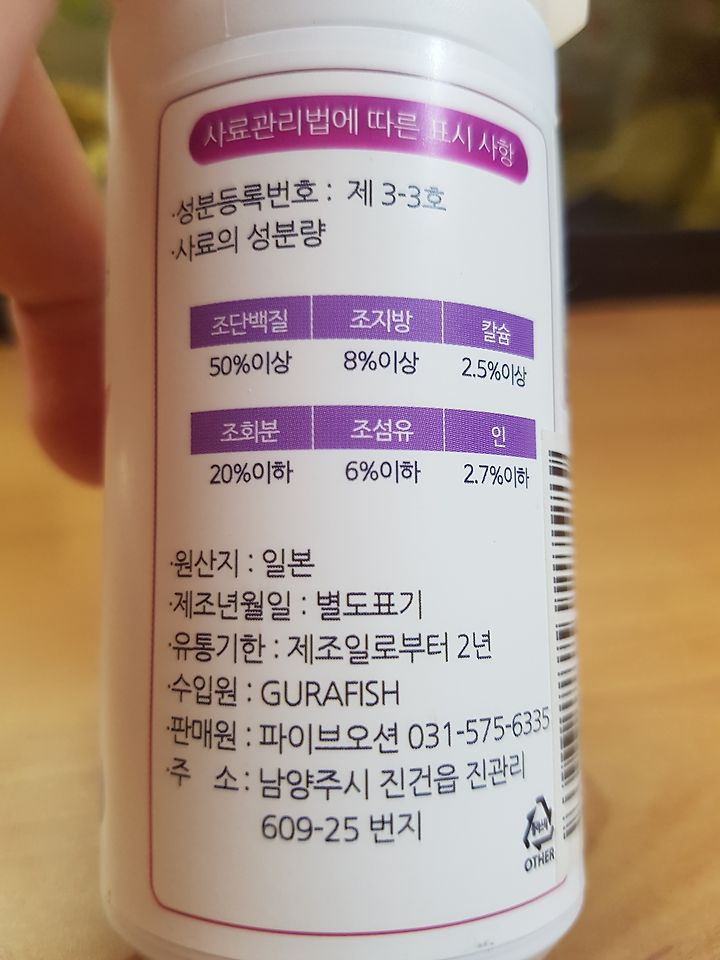 사료관리법에 따른 표시 사항
·성분등록번호 : 제 3-3호
·사료의 성분량
조단백질 조지방 칼슘
50%이상 8%이상 2.5%이상
조회분 조섬유 인
20%이하 6%이하 2.7%이하
·원산지 : 일본
·제조년월일 : 별도표기
·유통기한 : 제조일로부터 2년
·수입원 : GURAFISH
·판매원 : 파이브오션 031-575-6335
·주 소 : 남양주시 진건읍 진관리
609-25 번지
OTHER